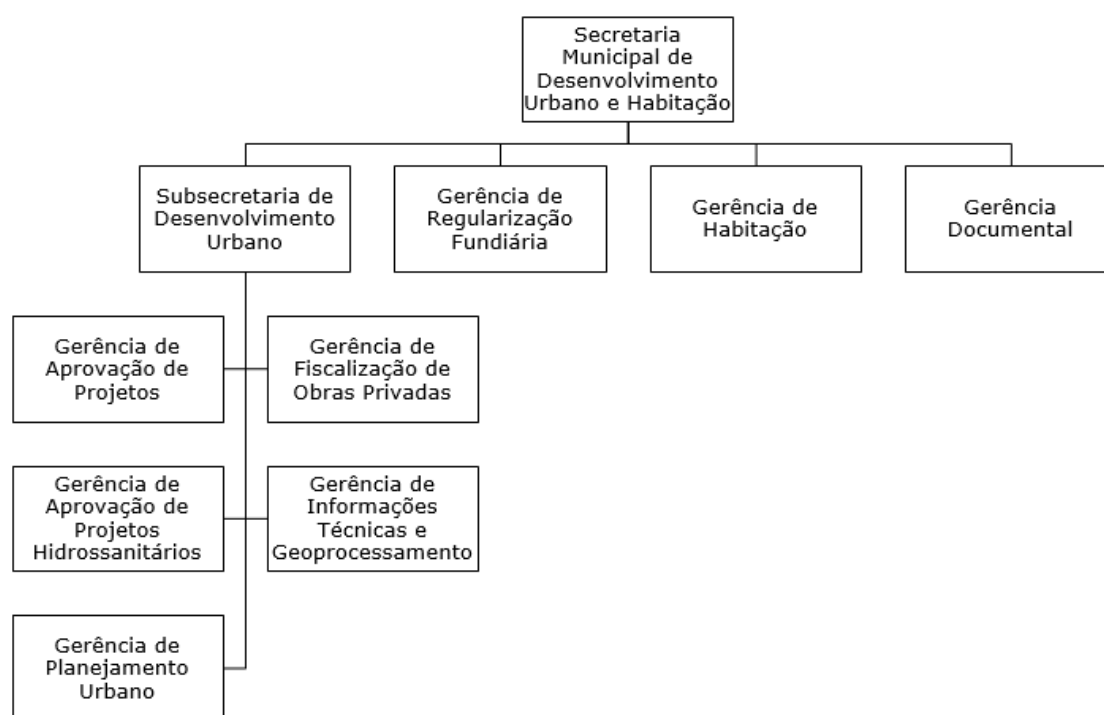 Secretaria
Municipal de
Desenvolvimento
Urbano e Habitação
Subsecretaria de
Desenvolvimento
Urbano
Gerência de
Regularização
Fundiária
Gerência de
Habitação
Gerência
Documental
Gerência de
Aprovação de
Projetos
Gerência de
Fiscalização de
Obras Privadas
Gerência de
Aprovação de
Projetos
Hidrossanitários
Gerência de
Informações
Técnicas e
Geoprocessamento
Gerência de
Planejamento
Urbano